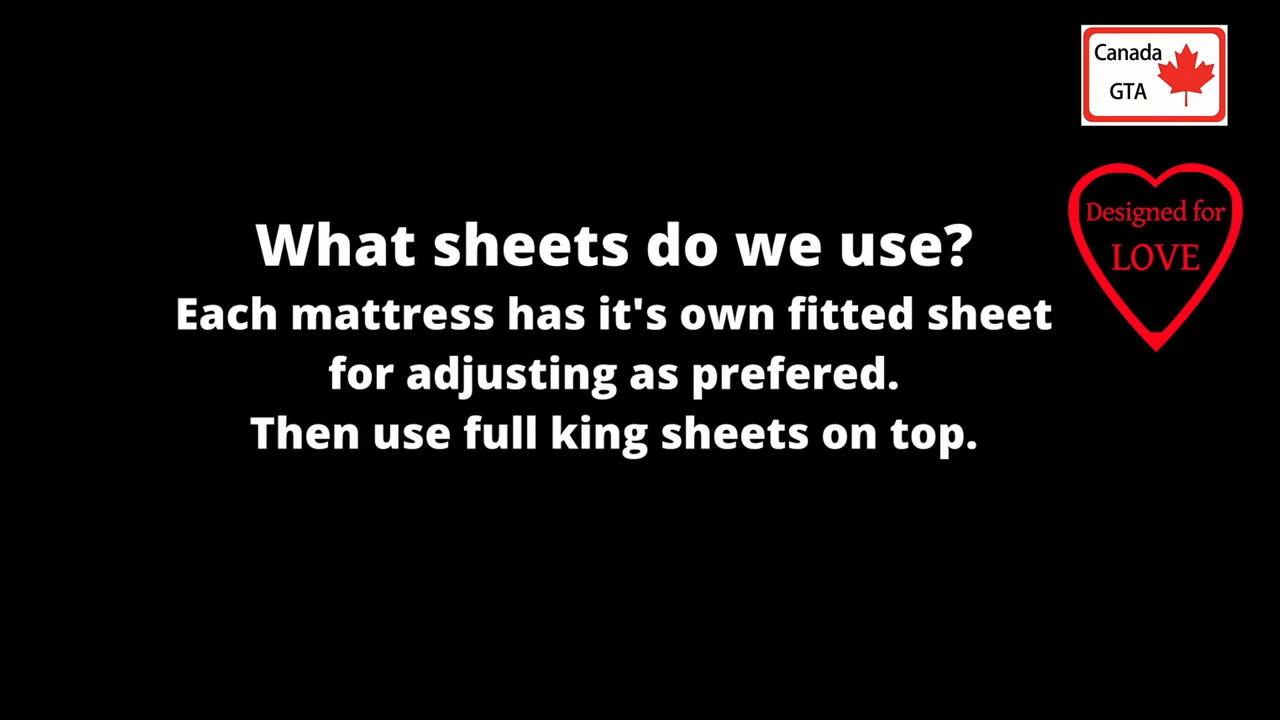 Canada
GTA
Designed for
LOVE
What sheets do we use?
Each mattress has it's own fitted sheet
for adjusting as prefered.
Then use full king sheets on top.